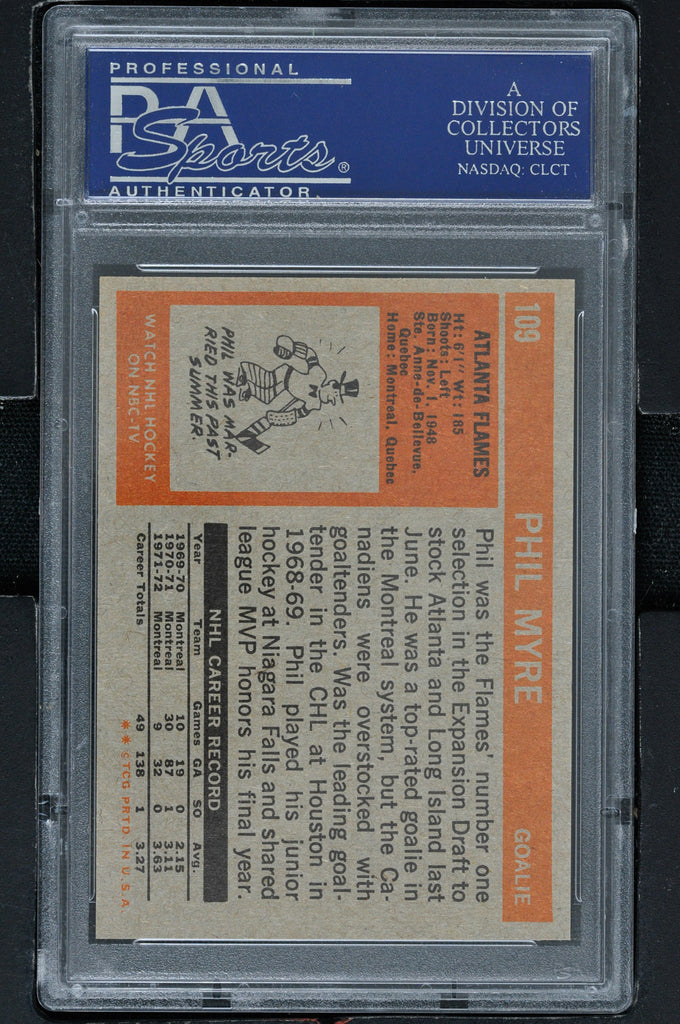 PROFESSIONAL
PSA
Sports®
AUTHENTICATOR
A
DIVISION OF
COLLECTORS
UNIVERSE
NASDAQ: CLCT
109 PHIL MYRE GOALIE
ATLANTA FLAMES
Ht: 6'1" Wt: 185
Shoots: Left
Born: Nov. 1, 1948
Ste. Anne-de-Bellevue,
Quebec
Home: Montreal, Quebec
PHIL WAS MAR-
RIED THIS PAST
SUMMER.
WATCH NHL HOCKEY
ON NBC-TV
Phil was the Flames' number one
selection in the Expansion Draft to
stock Atlanta and Long Island last
June. He was a top-rated goalie in
the Montreal system, but the Ca-
nadiens were overstocked with
goaltenders. Was the leading goal-
tender in the CHL at Houston in
1968-69. Phil played his junior
hockey at Niagara Falls and shared
league MVP honors his final year.
NHL CAREER RECORD
Year Team Games GA SO Avg.
1969-70 Montreal 10 19 0 2.15
1970-71 Montreal 30 87 1 3.11
1971-72 Montreal 9 32 0 3.63
Career Totals 49 138 1 3.27
** ©TCG PRTD. IN U.S.A.